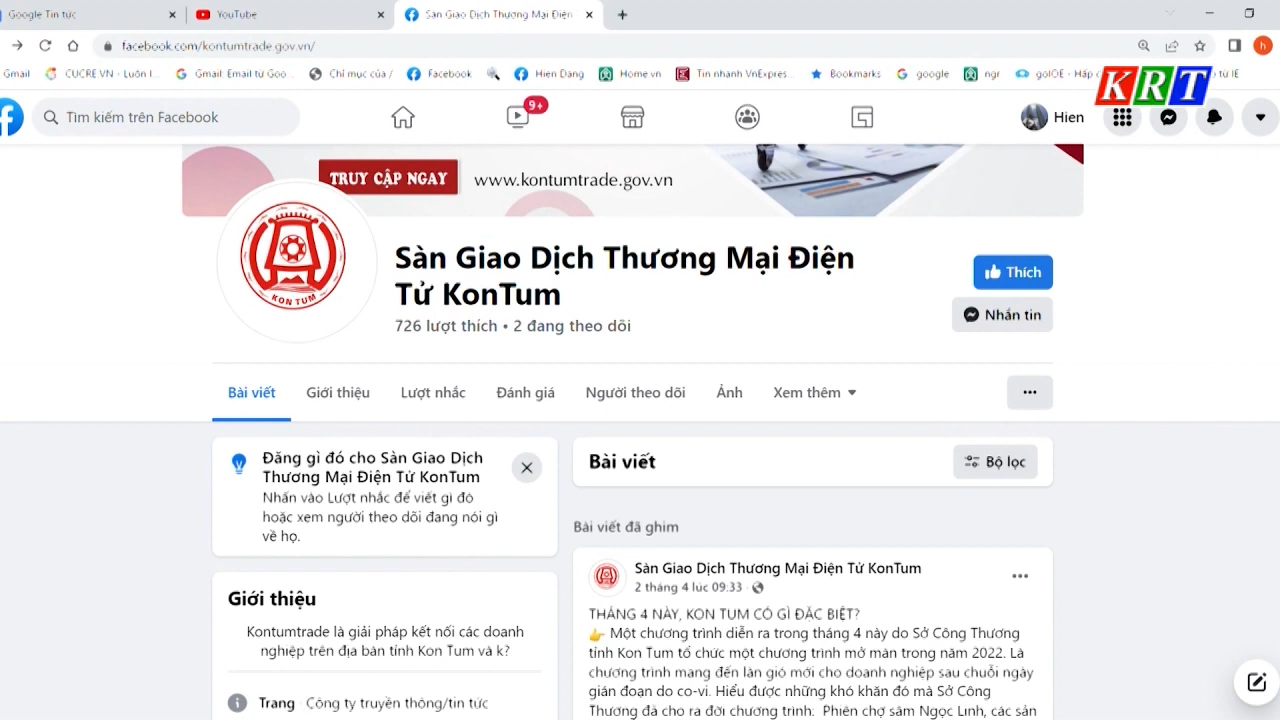 Google Tin tức
YouTube
Sàn Giao Dịch Thương Mại Điện
facebook.com/kontumtrade.gov.vn/
Gmail
CUCRE.VN - Luôn l...
Gmail: Email từ Goo...
Chỉ mục của /
Facebook
Hien Dang
Home vn
Tin nhanh VnExpres...
Bookmarks
google
ngr
goIOE - Hấp
từ IE
KRT
h
Tìm kiếm trên Facebook
9+
Hien
TRUY CẬP NGAY
www.kontumtrade.gov.vn
KON TUM
Sàn Giao Dịch Thương Mại Điện
Tử KonTum
726 lượt thích • 2 đang theo dõi
Thích
Nhắn tin
Bài viết
Giới thiệu
Lượt nhắc
Đánh giá
Người theo dõi
Ảnh
Xem thêm
Đăng gì đó cho Sàn Giao Dịch
Thương Mại Điện Tử KonTum
Nhấn vào Lượt nhắc để viết gì đó
hoặc xem người theo dõi đang nói gì
về họ.
Giới thiệu
Kontumtrade là giải pháp kết nối các doanh
nghiệp trên địa bàn tỉnh Kon Tum và k?
Trang · Công ty truyền thông/tin tức
Bài viết
Bộ lọc
Bài viết đã ghim
Sàn Giao Dịch Thương Mại Điện Tử KonTum
2 tháng 4 lúc 09:33 ·
THÁNG 4 NÀY, KON TUM CÓ GÌ ĐẶC BIỆT?
👉 Một chương trình diễn ra trong tháng 4 này do Sở Công Thương
tỉnh Kon Tum tổ chức một chương trình mở màn trong năm 2022. Là
chương trình mang đến làn gió mới cho doanh nghiệp sau chuỗi ngày
gián đoạn do co-vi. Hiểu được những khó khăn đó mà Sở Công
Thương đã cho ra đời chương trình: Phiên chợ sâm Ngọc Linh, các sản